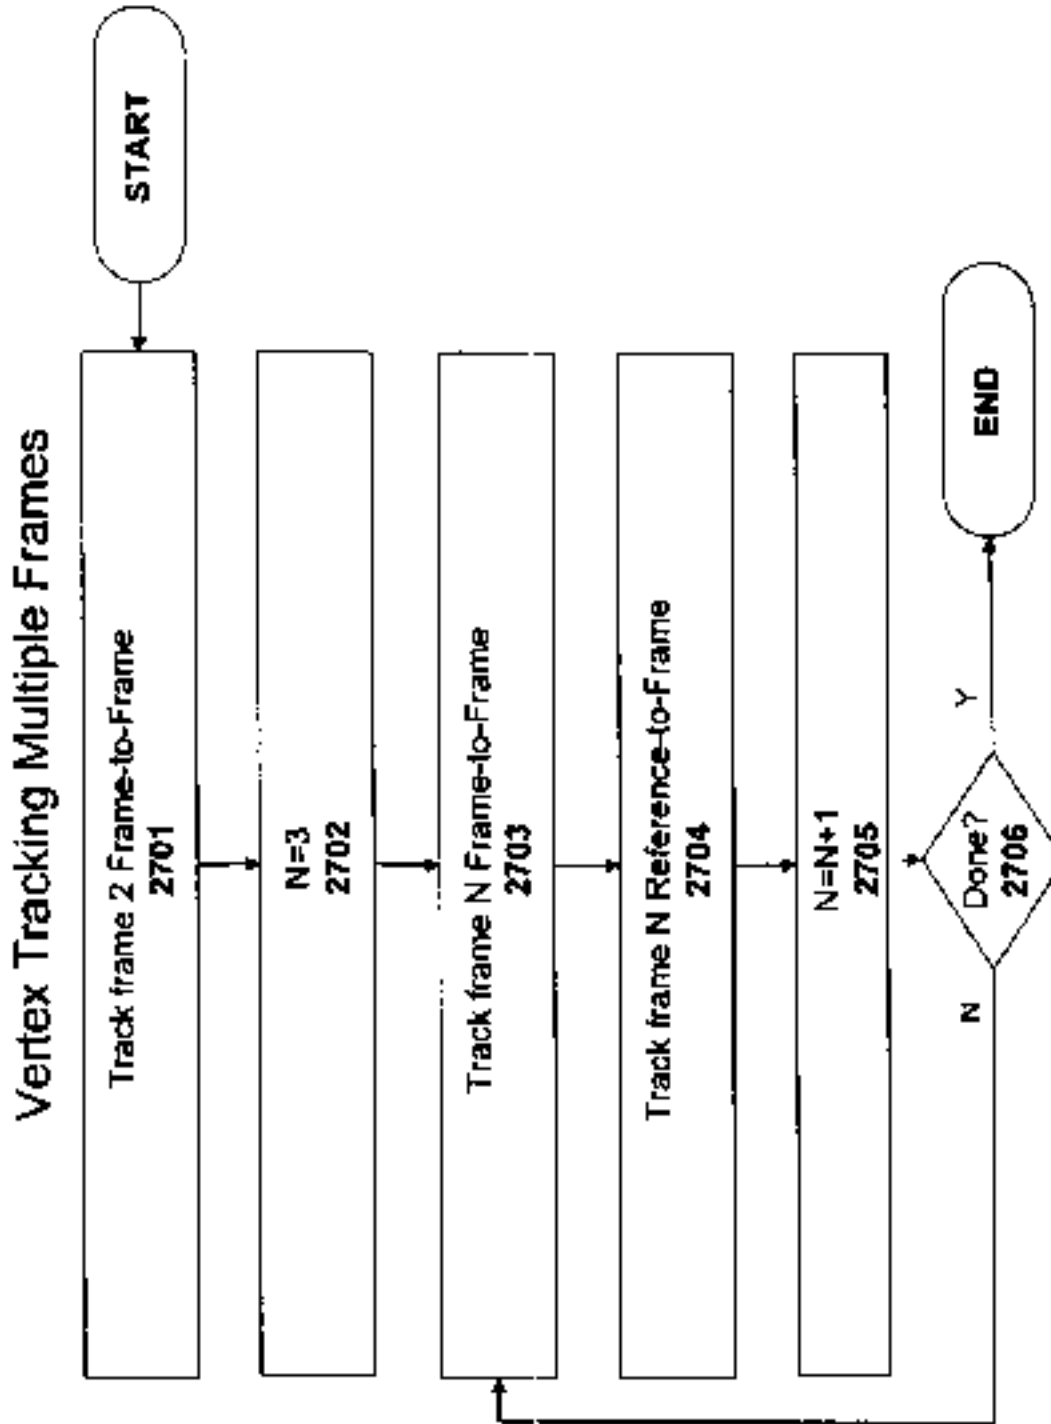 Vertex Tracking Multiple Frames
START
Track frame 2 Frame-to-Frame
2701
N=3
2702
Track frame N Frame-to-Frame
2703
Track frame N Reference-to-Frame
2704
N=N+1
2705
Done?
2706
N
Y
END